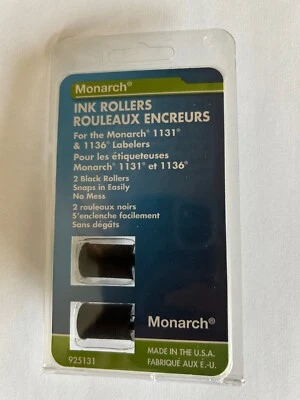 Monarch®
INK ROLLERS
ROULEAUX ENCREURS
For the Monarch® 1131®
& 1136® Labelers
Pour les étiqueteuses
Monarch® 1131® et 1136®
2 Black Rollers
Snaps in Easily
No Mess
2 rouleaux noirs
S'enclenche facilement
Sans dégâts
Monarch®
925131
MADE IN THE U.S.A.
FABRIQUÉ AUX É.-U.